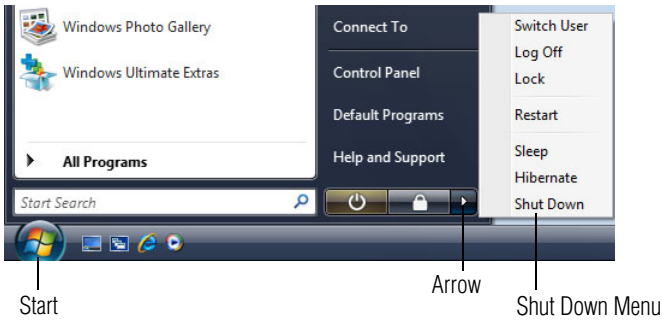 Windows Photo Gallery
Windows Ultimate Extras
All Programs
Start Search
Connect To
Control Panel
Default Programs
Help and Support
Switch User
Log Off
Lock
Restart
Sleep
Hibernate
Shut Down
Start
Arrow
Shut Down Menu